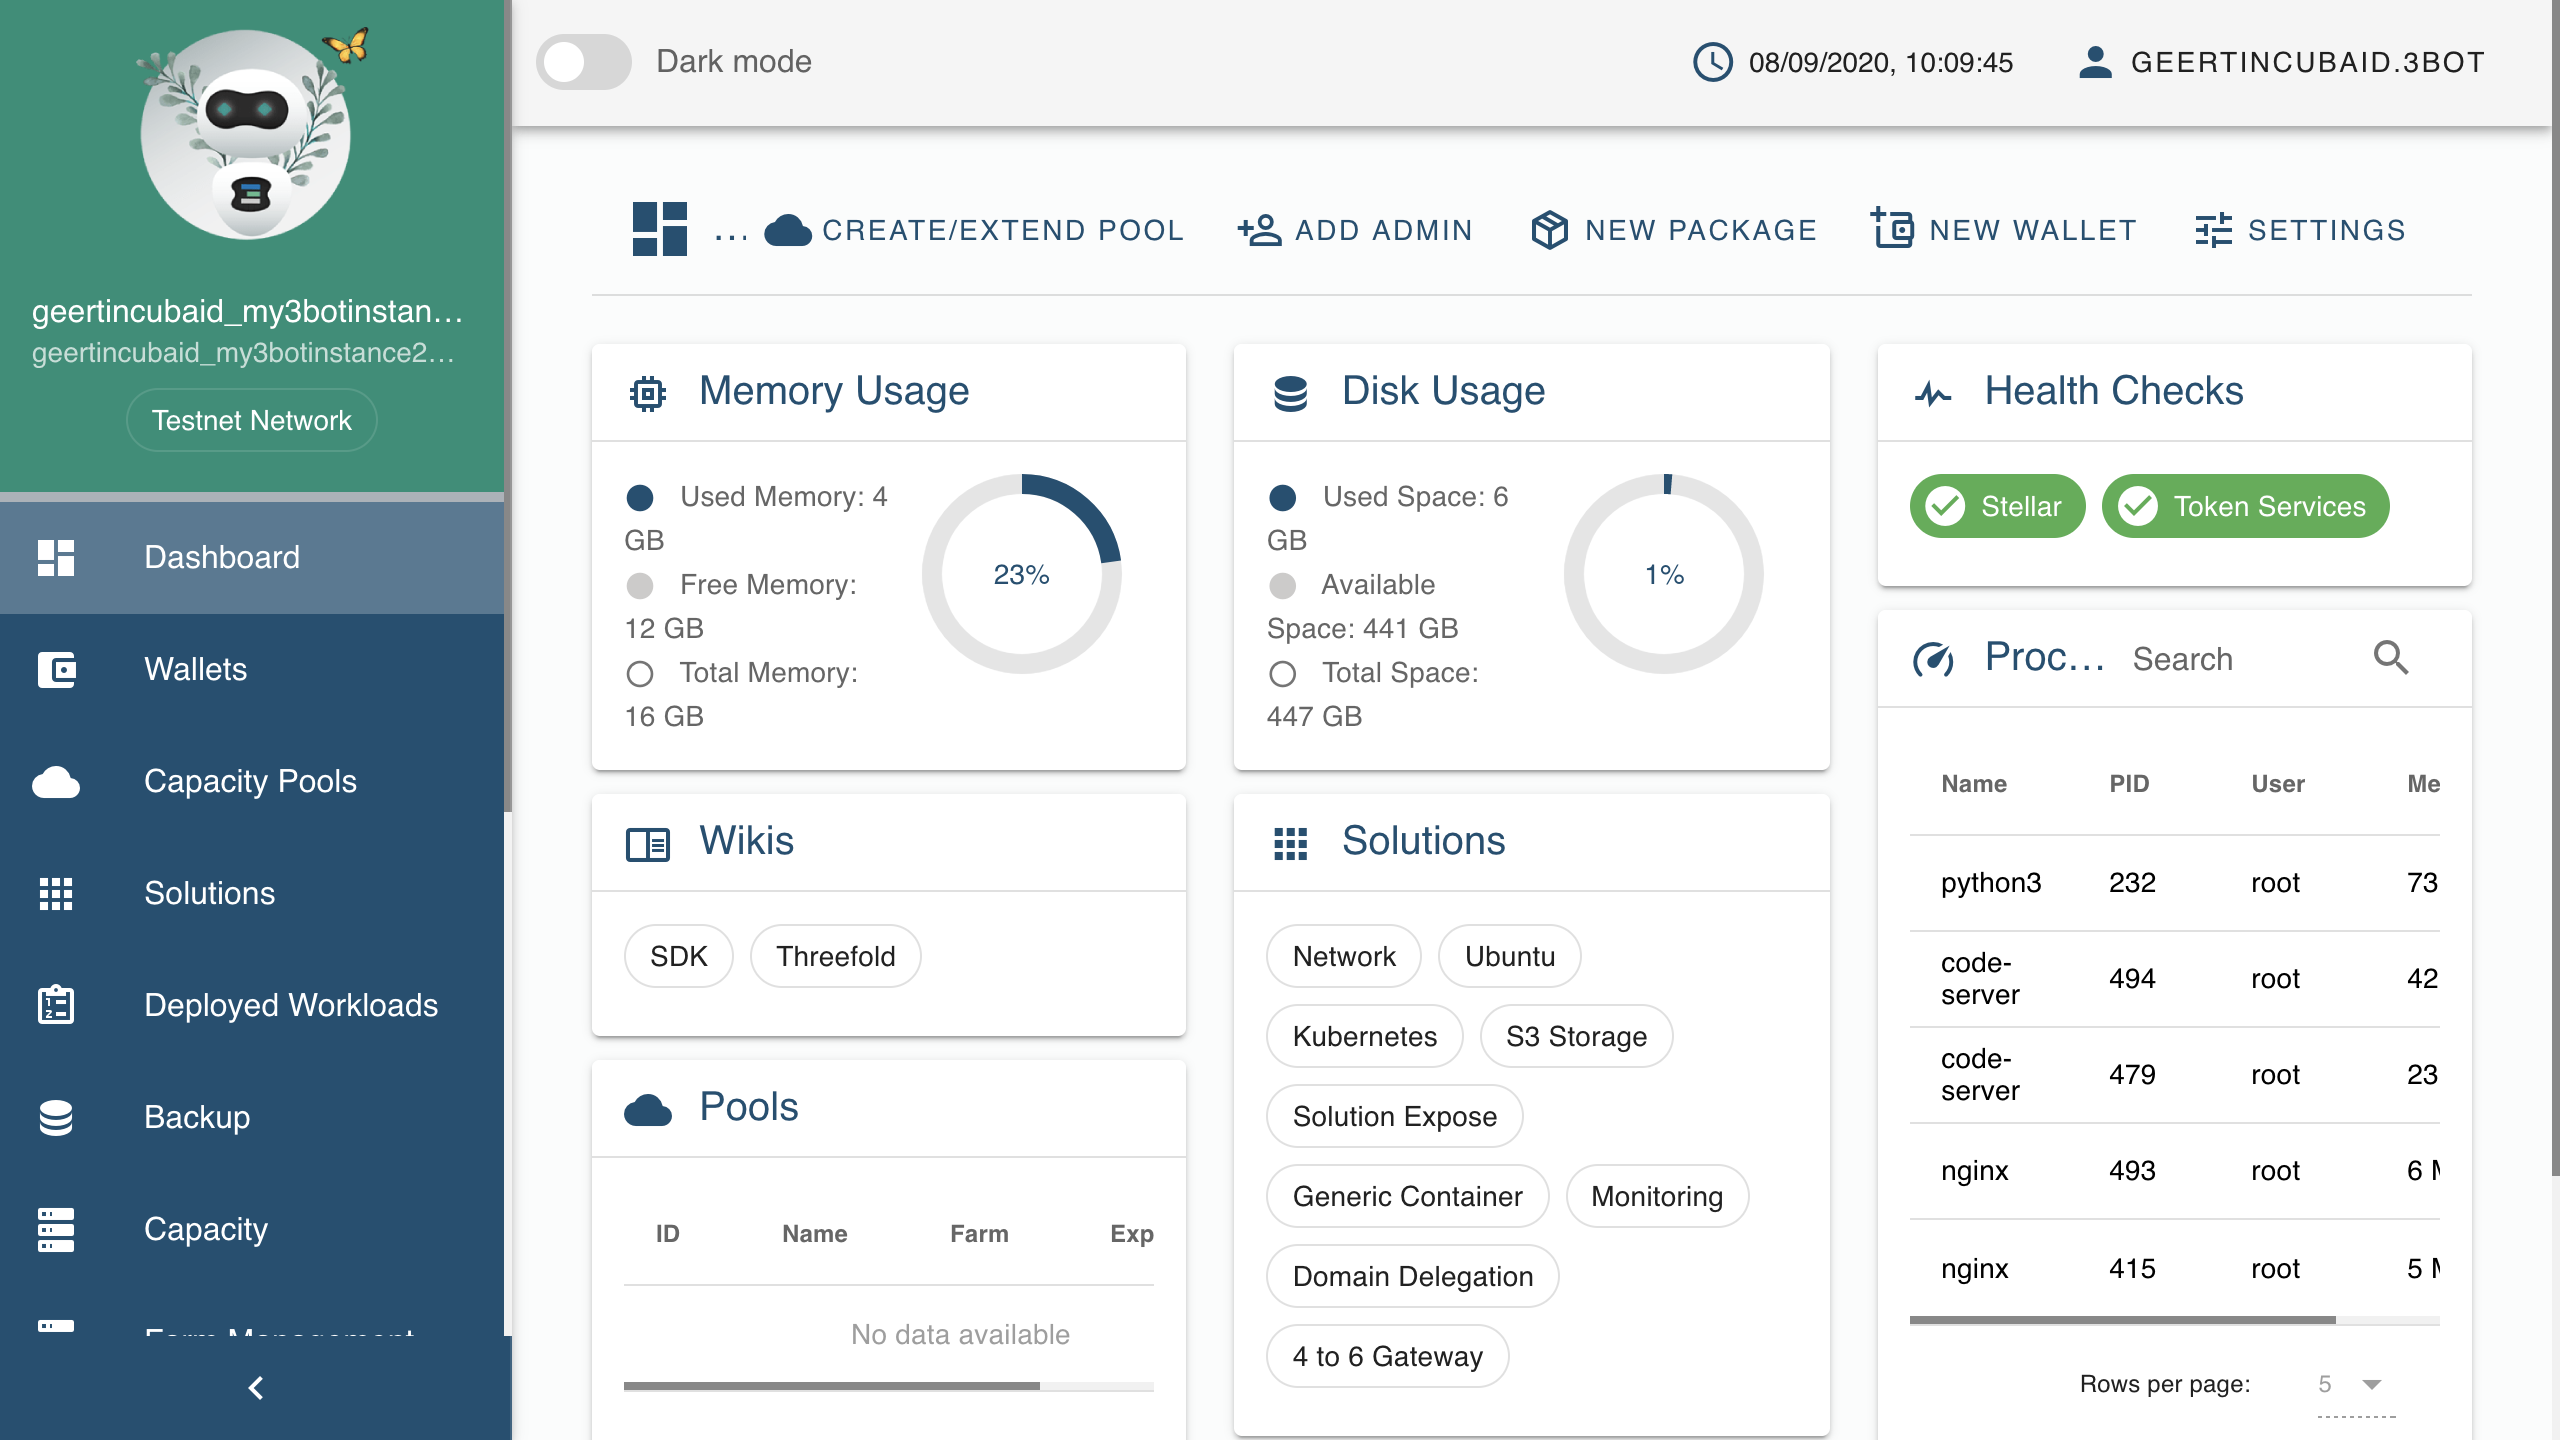 geertincubaid_my3botinstan...
geertincubaid_my3botinstance2...
Testnet Network
Dashboard
Wallets
Capacity Pools
Solutions
Deployed Workloads
Backup
Capacity
Farm Management
Dark mode
08/09/2020, 10:09:45
GEERTINCUBAID.3BOT
...
CREATE/EXTEND POOL
ADD ADMIN
NEW PACKAGE
NEW WALLET
SETTINGS
Memory Usage
Used Memory: 4
GB
Free Memory:
12 GB
Total Memory:
16 GB
23%
Disk Usage
Used Space: 6
GB
Available
Space: 441 GB
Total Space:
447 GB
1%
Health Checks
Stellar
Token Services
Wikis
SDK
Threefold
Pools
ID Name Farm Exp
No data available
Solutions
Network Ubuntu
Kubernetes S3 Storage
Solution Expose
Generic Container Monitoring
Domain Delegation
4 to 6 Gateway
Proc... Search
Name PID User Me
python3 232 root 73
code-
server 494 root 42
code-
server 479 root 23
nginx 493 root 6
nginx 415 root 5
Rows per page: 5